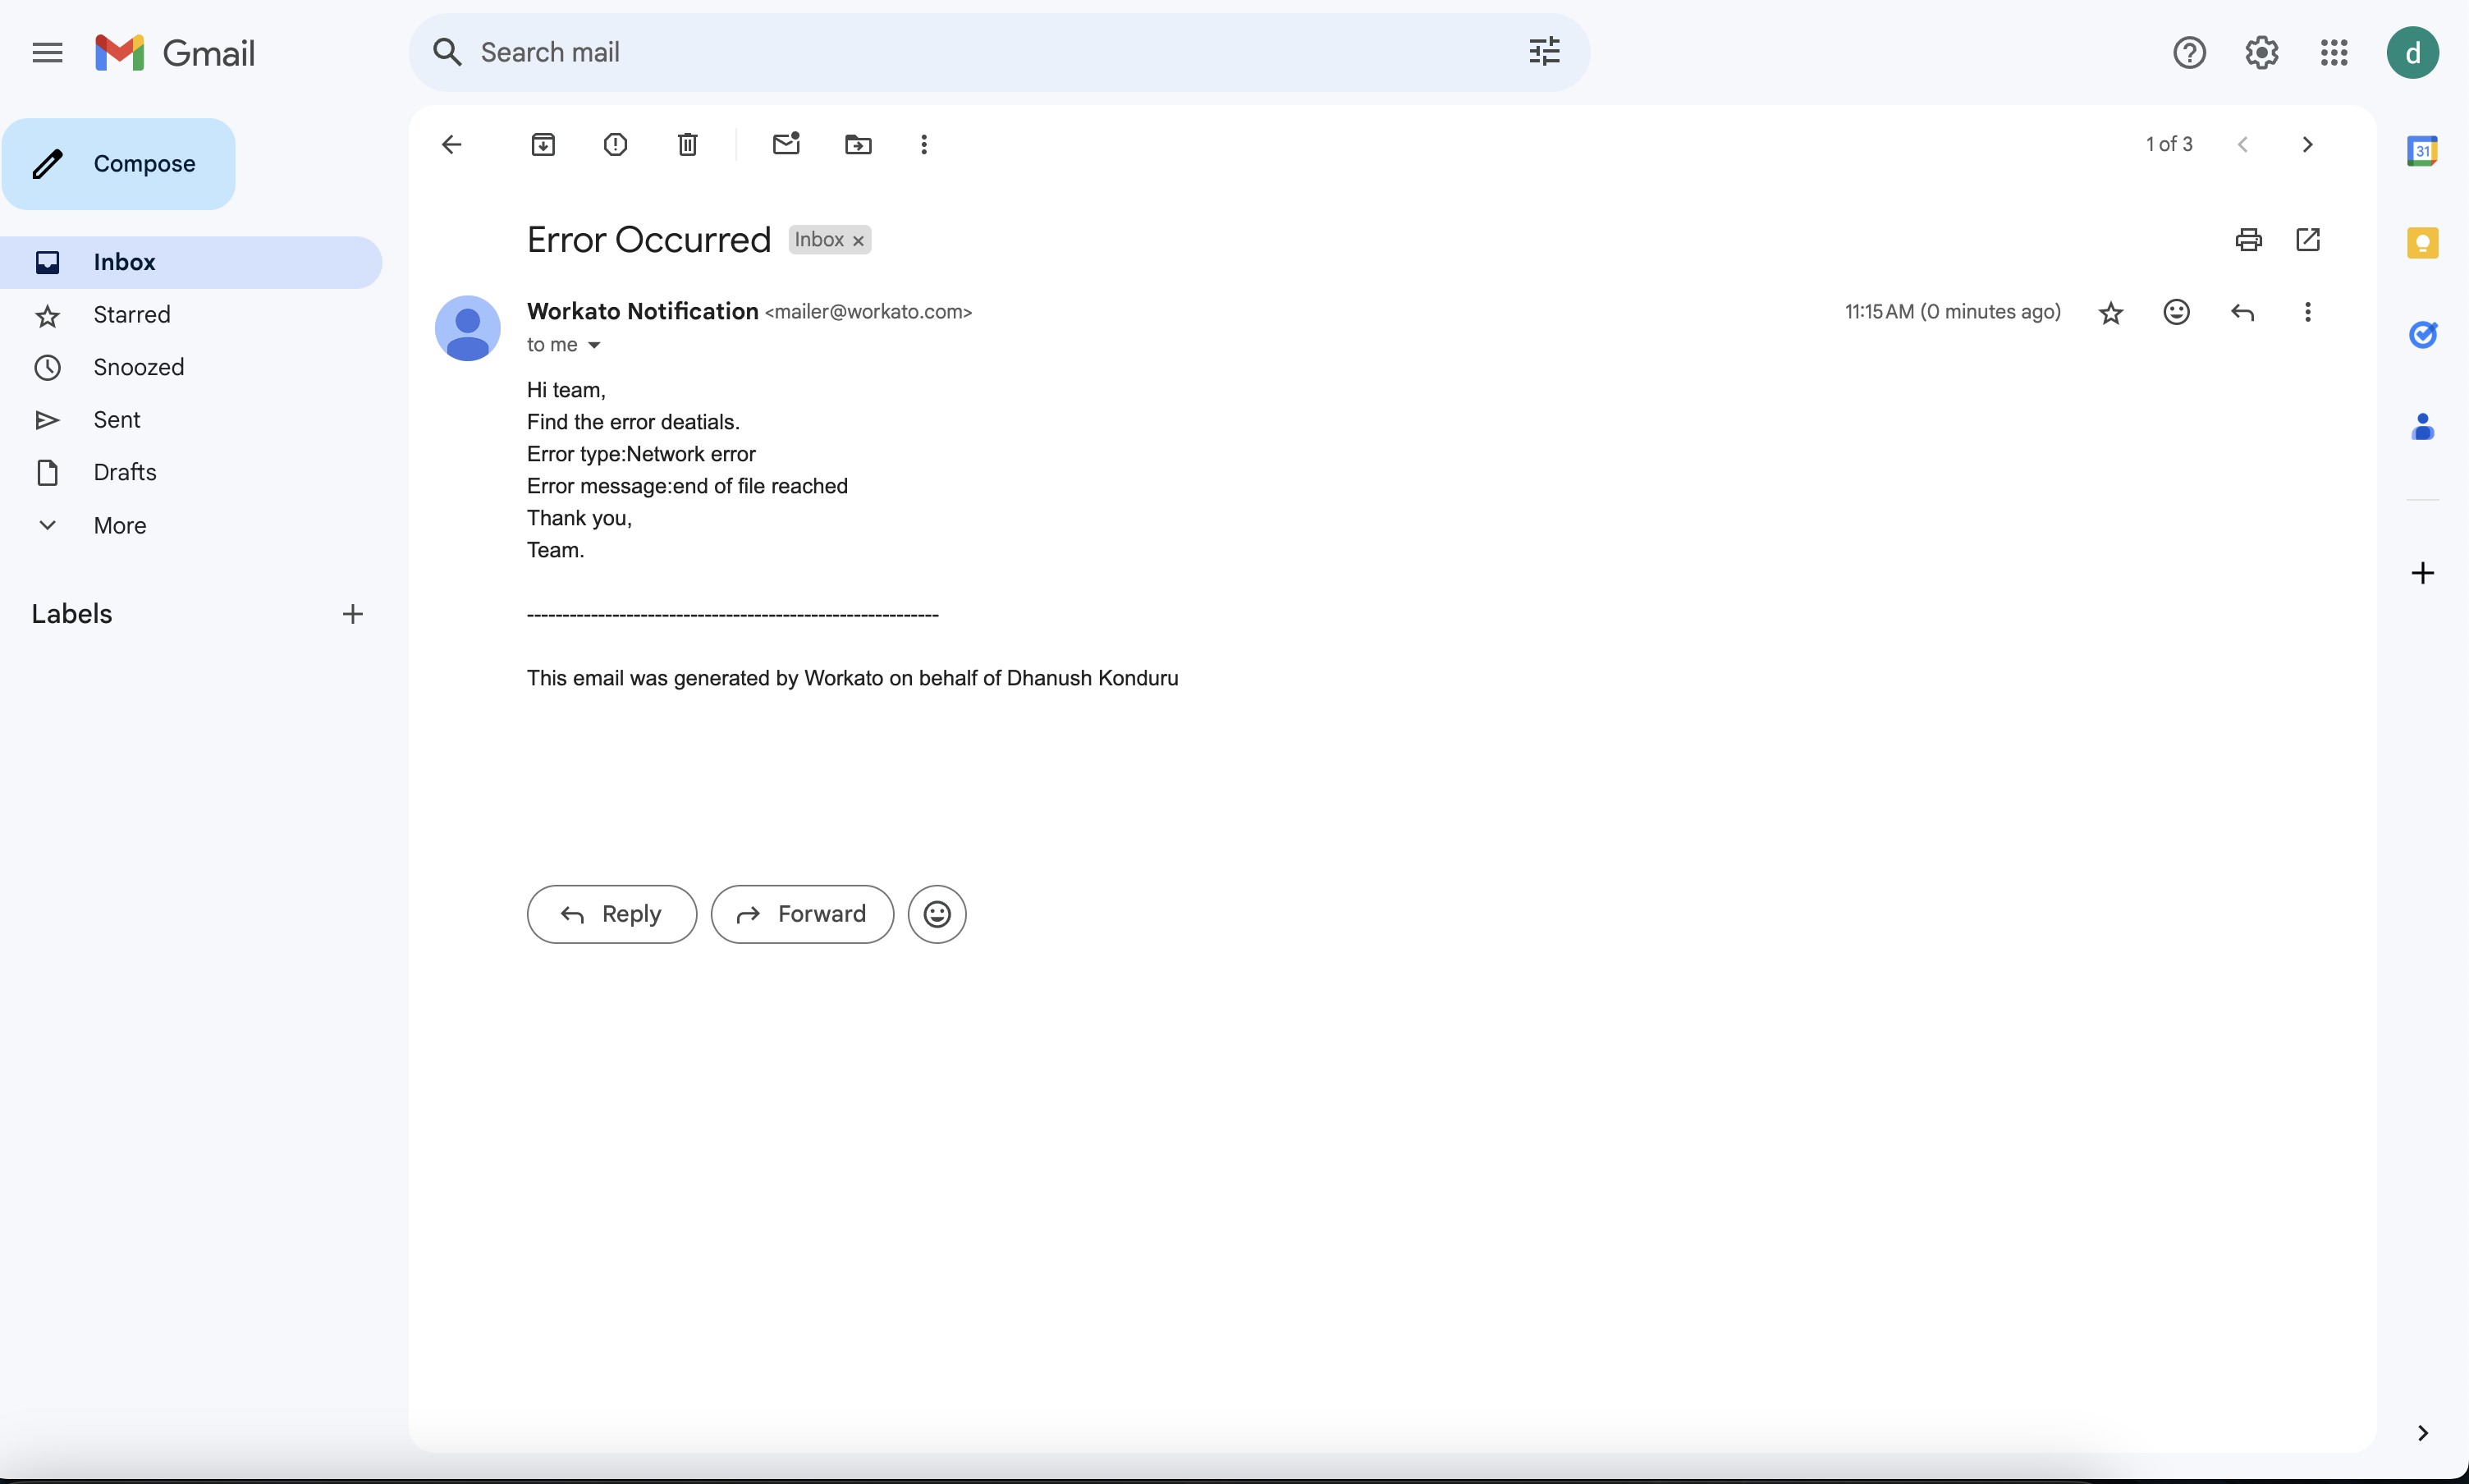 Gmail
Search mail
d
Compose
1 of 3
31
Error Occurred Inbox ×
Inbox
Workato Notification <mailer@workato.com> 11:15 AM (0 minutes ago)
Starred
to me
Snoozed
Hi team,
Sent
Find the error deatials.
Error type:Network error
Drafts
Error message:end of file reached
More
Thank you,
Team.
Labels
----------------------------------------------------------
This email was generated by Workato on behalf of Dhanush Konduru
Reply Forward